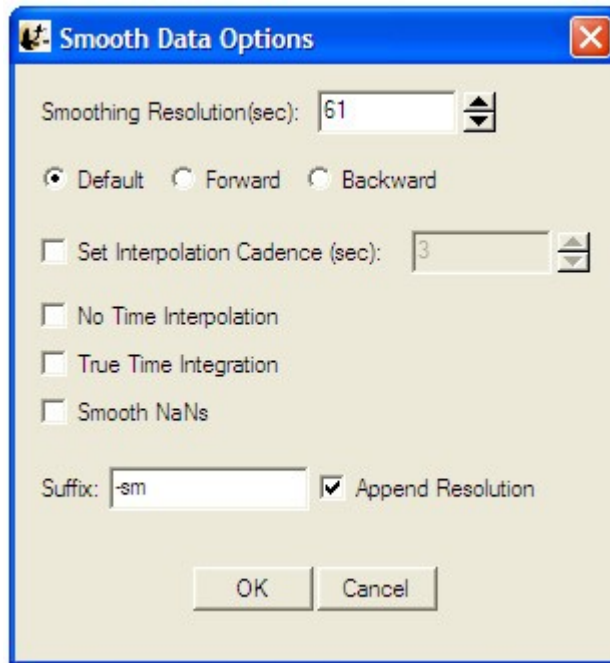 Smooth Data Options
Smoothing Resolution(sec): 61
Default Forward Backward
Set Interpolation Cadence (sec): 3
No Time Interpolation
True Time Integration
Smooth NaNs
Suffix: -sm Append Resolution
OK Cancel